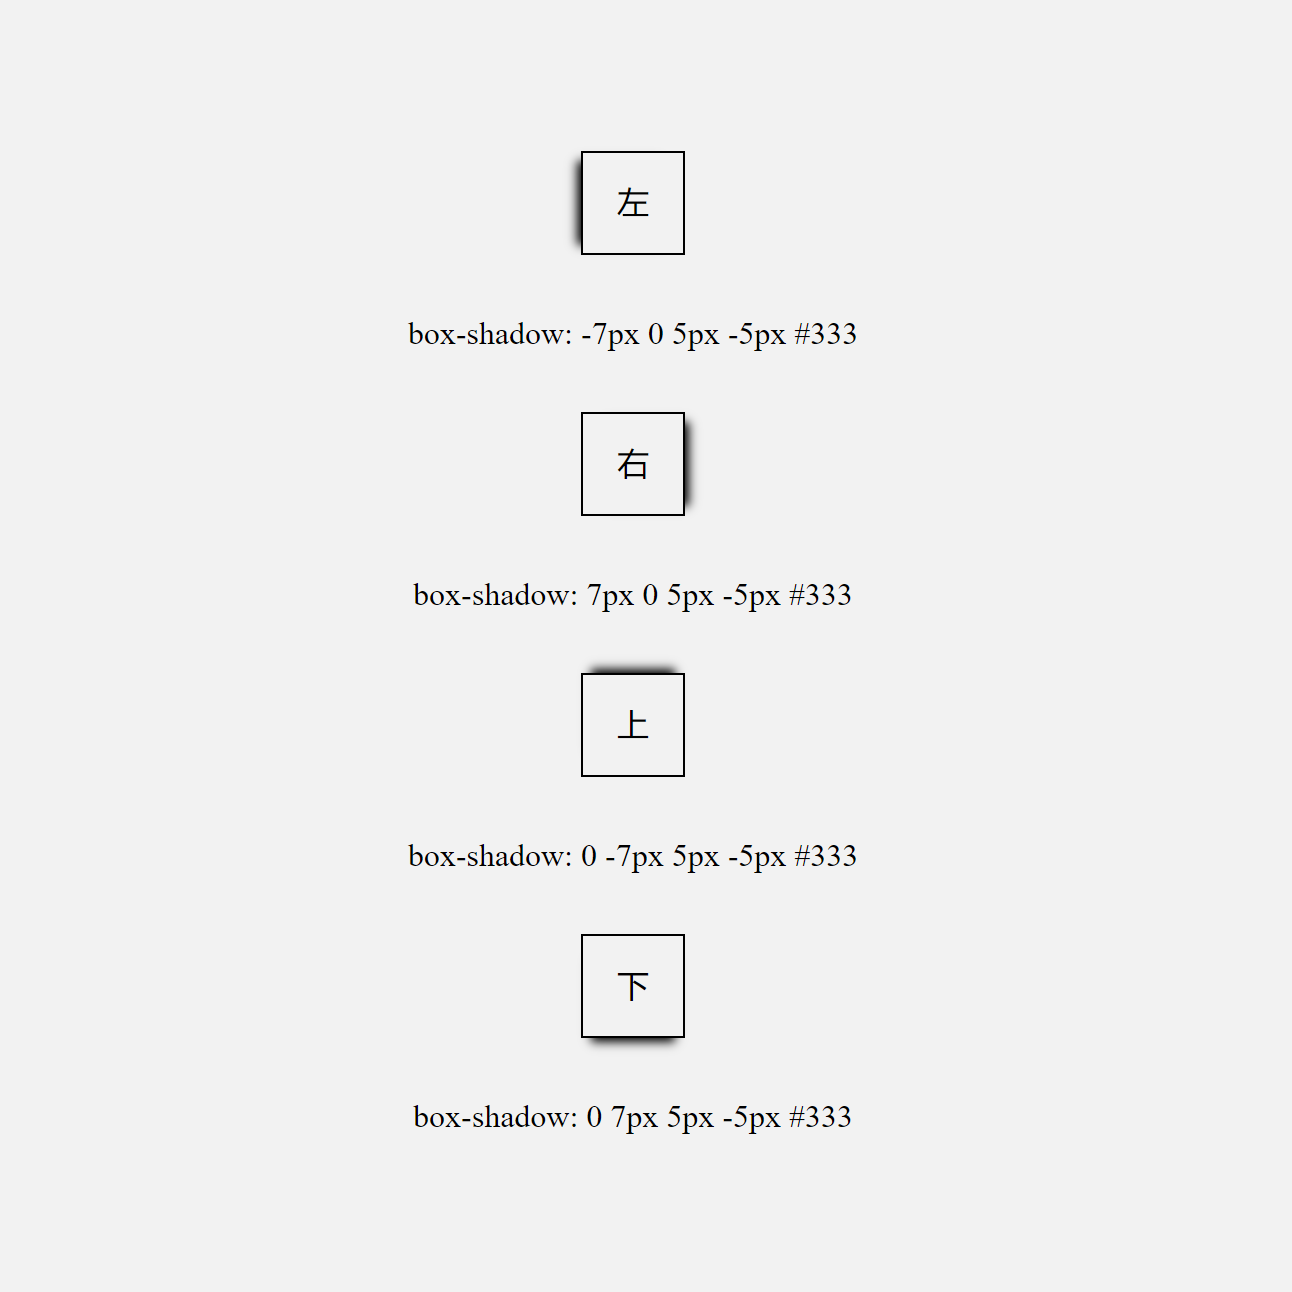 左
box-shadow: -7px 0 5px -5px #333
右
box-shadow: 7px 0 5px -5px #333
上
box-shadow: 0 -7px 5px -5px #333
下
box-shadow: 0 7px 5px -5px #333